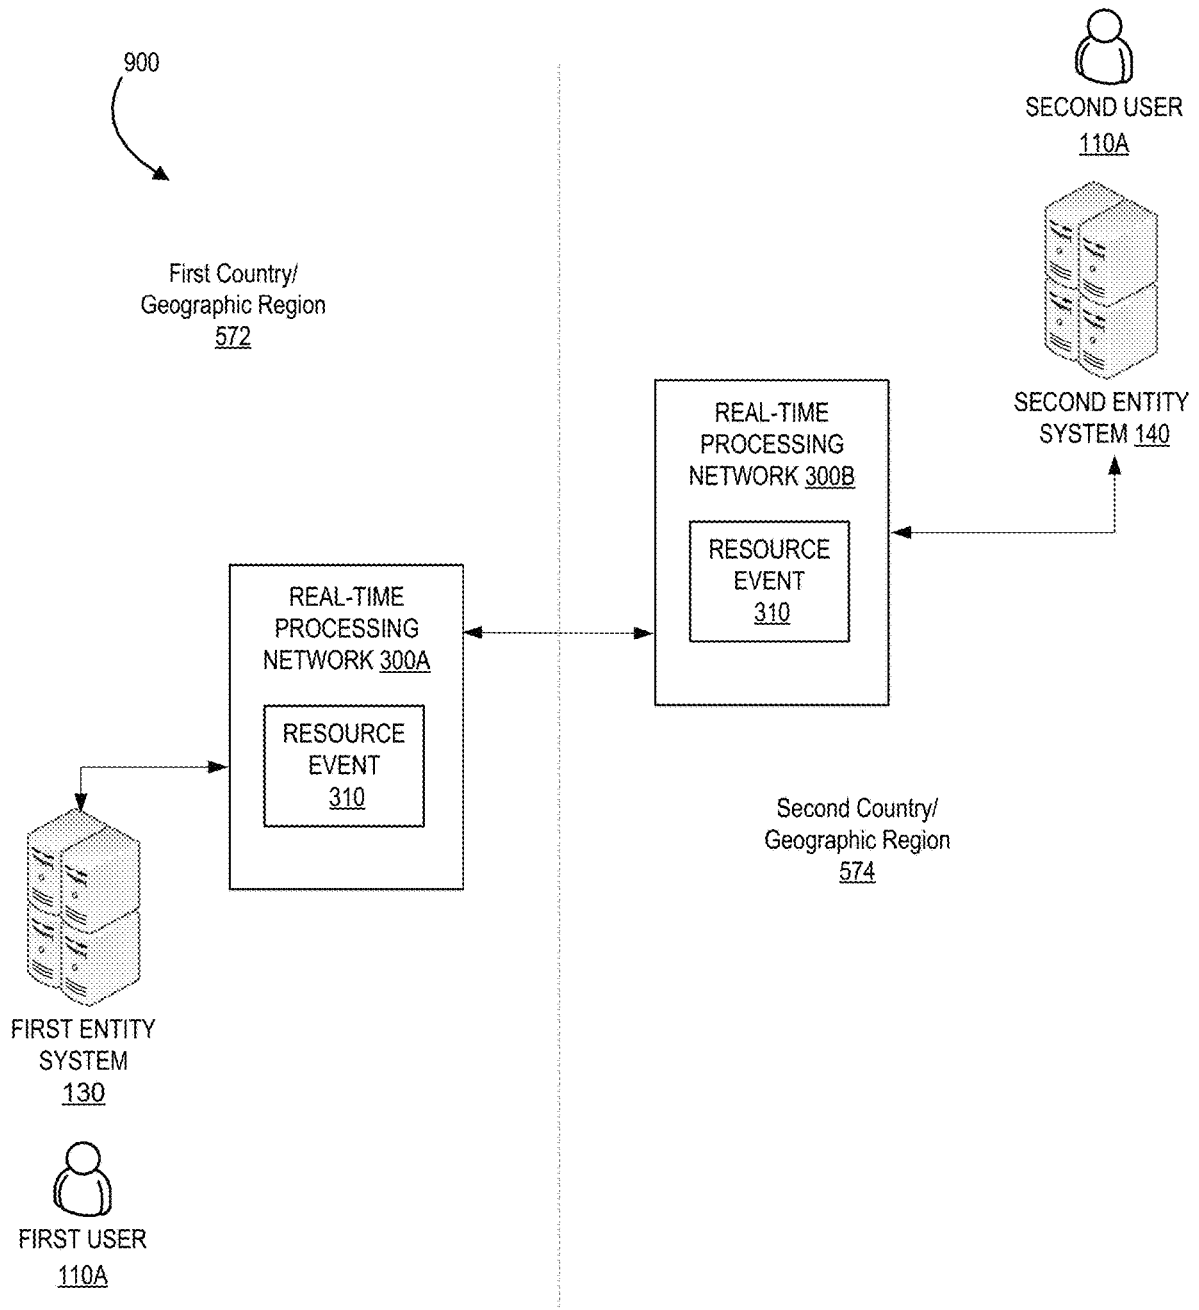 900
SECOND USER
110A
First Country/
Geographic Region
572
SECOND ENTITY
SYSTEM 140
REAL-TIME
PROCESSING
NETWORK 300B
RESOURCE
EVENT
310
REAL-TIME
PROCESSING
NETWORK 300A
RESOURCE
EVENT
310
Second Country/
Geographic Region
574
FIRST ENTITY
SYSTEM
130
FIRST USER
110A